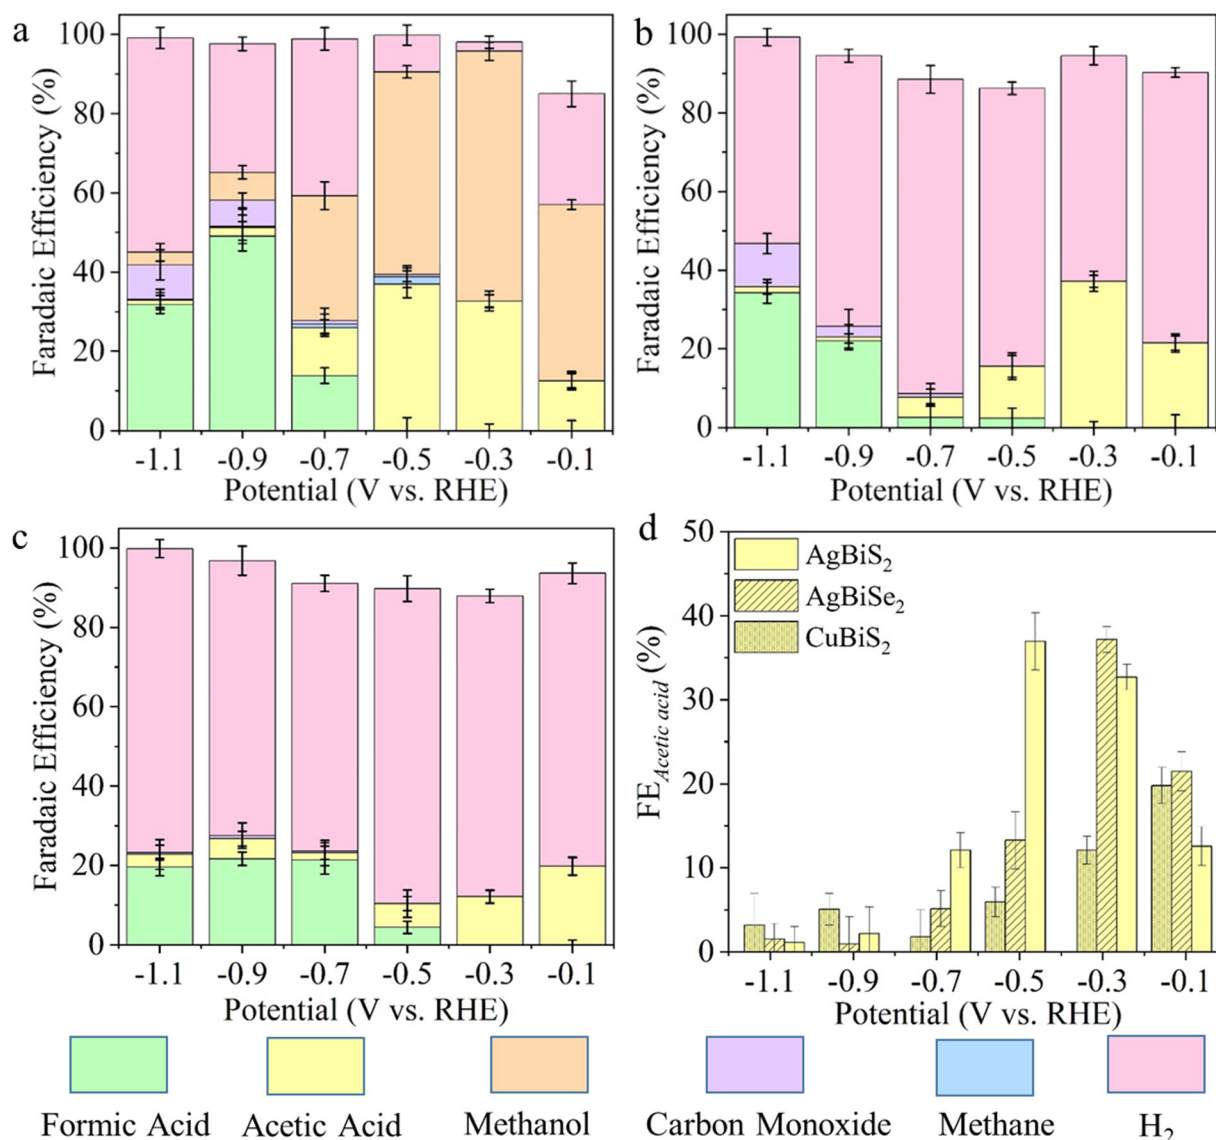 a
100
80
60
40
20
0
Faradaic Efficiency (%)
-1.1 -0.9 -0.7 -0.5 -0.3 -0.1
Potential (V vs. RHE)
b
100
80
60
40
20
0
Faradaic Efficiency (%)
-1.1 -0.9 -0.7 -0.5 -0.3 -0.1
Potential (V vs. RHE)
c
100
80
60
40
20
0
Faradaic Efficiency (%)
-1.1 -0.9 -0.7 -0.5 -0.3 -0.1
Potential (V vs. RHE)
d
50
40
30
20
10
0
FE_Acetic acid (%)
AgBiS₂
AgBiSe₂
CuBiS₂
-1.1 -0.9 -0.7 -0.5 -0.3 -0.1
Potential (V vs. RHE)
Formic Acid Acetic Acid Methanol Carbon Monoxide Methane H₂